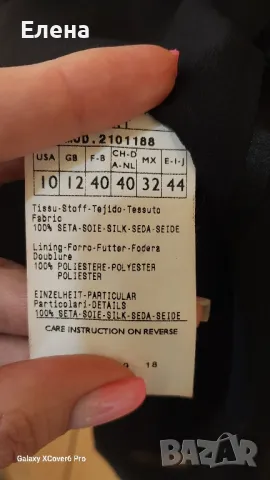 Елена
MOD.2101188
USA GB F-B CH-D A-NL MX E-I-J
10 12 40 40 32 44
Tissu-Stoff-Tejido-Tessuto
Fabric
100% SETA-SOIE-SILK-SEDA-SEIDE
Lining-Forro-Futter-Fodera
Doublure
100% POLIESTERE-POLYESTER
POLIESTER
EINZELHEIT-PARTICULAR
Particolari-DETAILS
100% SETA-SOIE-SILK-SEDA-SEIDE
CARE INSTRUCTION ON REVERSE
18
Galaxy XCover6 Pro
BAZAR
bg